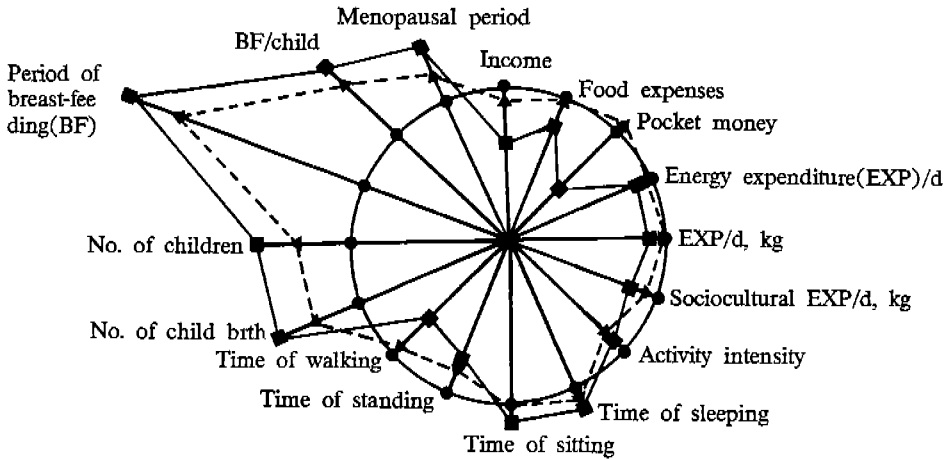 Menopausal period
BF/child
Income
Period of
breast-fee
ding(BF)
Food expenses
Pocket money
Energy expenditure(EXP)/d
No. of children
EXP/d, kg
Sociocultural EXP/d, kg
No. of child brth
Time of walking
Activity intensity
Time of standing
Time of sleeping
Time of sitting